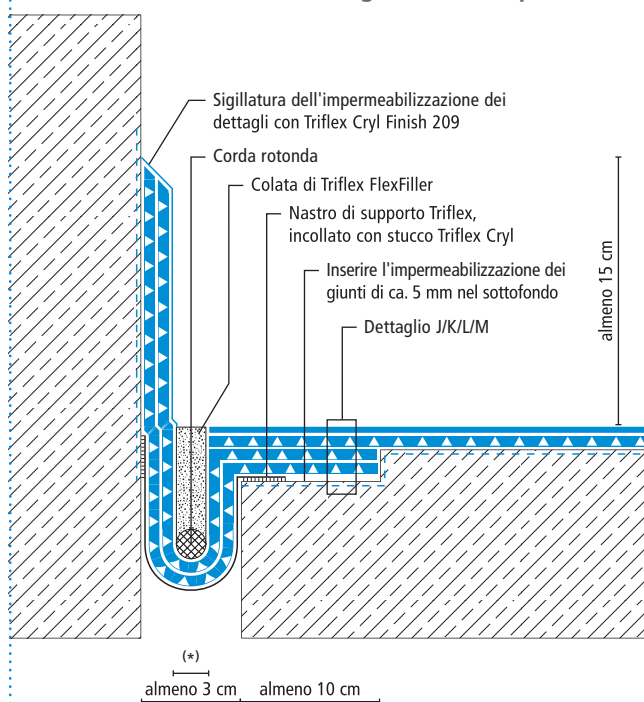 Sigillatura dell'impermeabilizzazione dei
dettagli con Triflex Cryl Finish 209
Corda rotonda
Colata di Triflex FlexFiller
Nastro di supporto Triflex,
incollato con stucco Triflex Cryl
Inserire l'impermeabilizzazione dei
giunti di ca. 5 mm nel sottofondo
Dettaglio J/K/L/M
almeno 15 cm
(*)
almeno 3 cm
almeno 10 cm